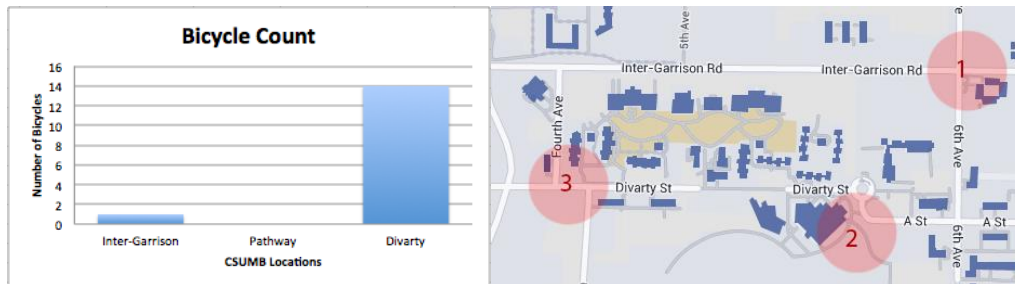 Bicycle Count
16
14
12
10
8
6
4
2
0
Number of Bicycles
Inter-Garrison
Pathway
Divarty
CSUMB Locations
5th Ave
Inter-Garrison Rd
Inter-Garrison Rd
1
Fourth Ave
6th Ave
3
Divarty St
Divarty St
A St
A St
2
6th Ave